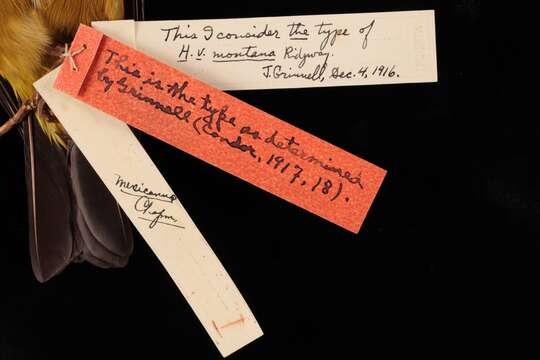 This I consider the type of
H. v. montana Ridgway.
J. Grinnell, Dec. 4, 1916.
This is the type as determined
by Grinnell (Condor, 1917, 18).
mexicanus
Chapm.